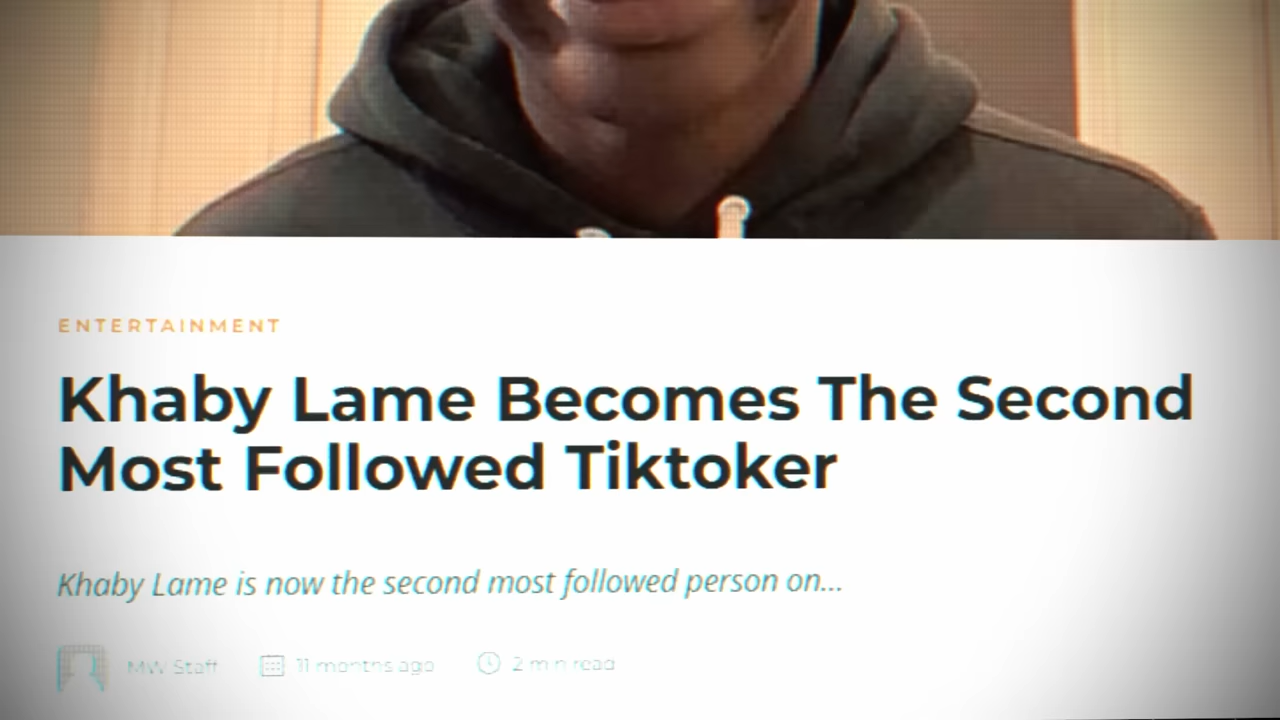 ENTERTAINMENT
Khaby Lame Becomes The Second
Most Followed Tiktoker
Khaby Lame is now the second most followed person on...
MW Staff 11 months ago 2 min read